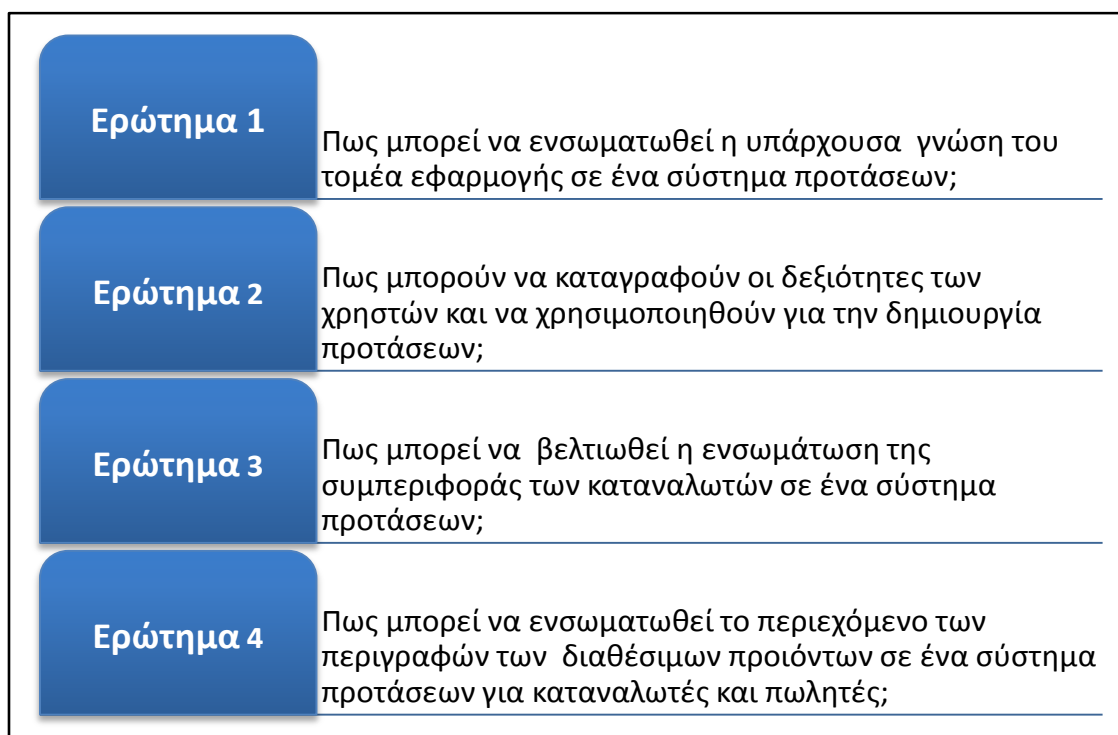 Ερώτημα 1
Πως μπορεί να ενσωματωθεί η υπάρχουσα γνώση του
τομέα εφαρμογής σε ένα σύστημα προτάσεων;
Ερώτημα 2
Πως μπορούν να καταγραφούν οι δεξιότητες των
χρηστών και να χρησιμοποιηθούν για την δημιουργία
προτάσεων;
Ερώτημα 3
Πως μπορεί να βελτιωθεί η ενσωμάτωση της
συμπεριφοράς των καταναλωτών σε ένα σύστημα
προτάσεων;
Ερώτημα 4
Πως μπορεί να ενσωματωθεί το περιεχόμενο των
περιγραφών των διαθέσιμων προιόντων σε ένα σύστημα
προτάσεων για καταναλωτές και πωλητές;